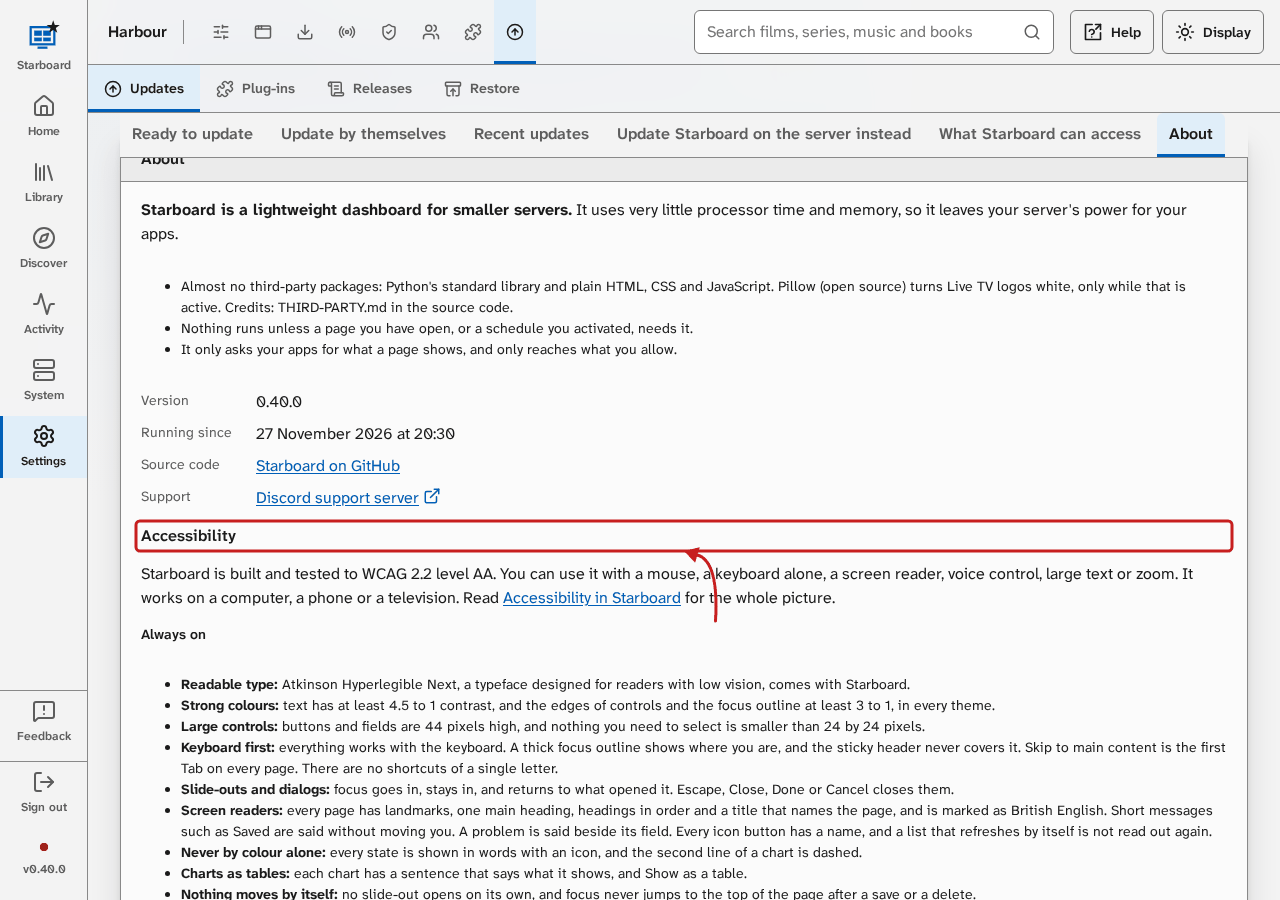 Starboard
Home
Library
Discover
Activity
System
Settings
Feedback
Sign out
v0.40.0
Harbour
Search films, series, music and books
Help
Display
Updates
Plug-ins
Releases
Restore
Ready to update
Update by themselves
Recent updates
Update Starboard on the server instead
What Starboard can access
About
About
Starboard is a lightweight dashboard for smaller servers. It uses very little processor time and memory, so it leaves your server's power for your
apps.
Almost no third-party packages: Python's standard library and plain HTML, CSS and JavaScript. Pillow (open source) turns Live TV logos white, only while that is
active. Credits: THIRD-PARTY.md in the source code.
Nothing runs unless a page you have open, or a schedule you activated, needs it.
It only asks your apps for what a page shows, and only reaches what you allow.
Version 0.40.0
Running since 27 November 2026 at 20:30
Source code Starboard on GitHub
Support Discord support server
Accessibility
Starboard is built and tested to WCAG 2.2 level AA. You can use it with a mouse, a keyboard alone, a screen reader, voice control, large text or zoom. It
works on a computer, a phone or a television. Read Accessibility in Starboard for the whole picture.
Always on
Readable type: Atkinson Hyperlegible Next, a typeface designed for readers with low vision, comes with Starboard.
Strong colours: text has at least 4.5 to 1 contrast, and the edges of controls and the focus outline at least 3 to 1, in every theme.
Large controls: buttons and fields are 44 pixels high, and nothing you need to select is smaller than 24 by 24 pixels.
Keyboard first: everything works with the keyboard. A thick focus outline shows where you are, and the sticky header never covers it. Skip to main content is the first
Tab on every page. There are no shortcuts of a single letter.
Slide-outs and dialogs: focus goes in, stays in, and returns to what opened it. Escape, Close, Done or Cancel closes them.
Screen readers: every page has landmarks, one main heading, headings in order and a title that names the page, and is marked as British English. Short messages
such as Saved are said without moving you. A problem is said beside its field. Every icon button has a name, and a list that refreshes by itself is not read out again.
Never by colour alone: every state is shown in words with an icon, and the second line of a chart is dashed.
Charts as tables: each chart has a sentence that says what it shows, and Show as a table.
Nothing moves by itself: no slide-out opens on its own, and focus never jumps to the top of the page after a save or a delete.